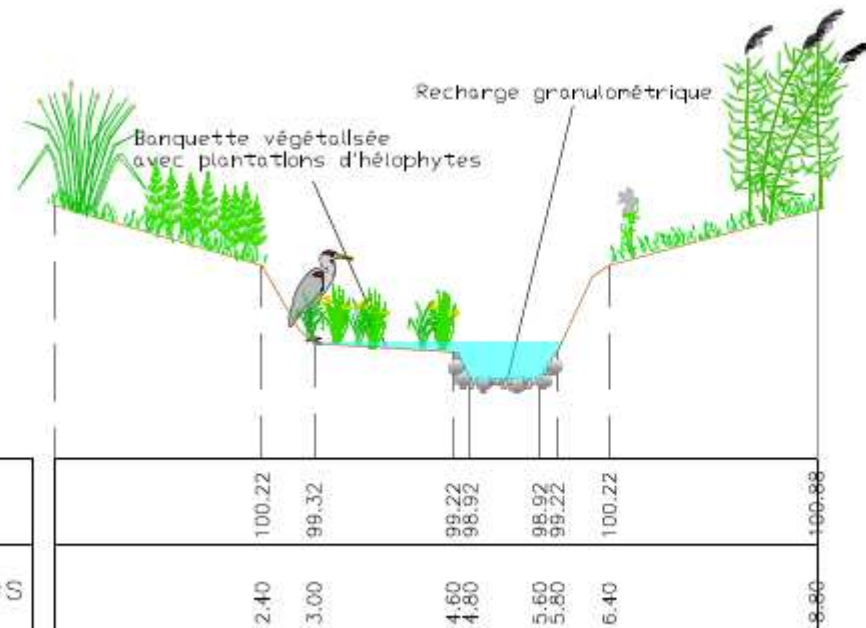 Recharge granulométrique
Banquette végétalisée
avec plantations d'hélophytes
100.22 99.32 99.22 98.92 98.92 99.22 100.22 100.88
S 2.40 3.00 4.60 4.80 5.60 5.80 6.40 8.80